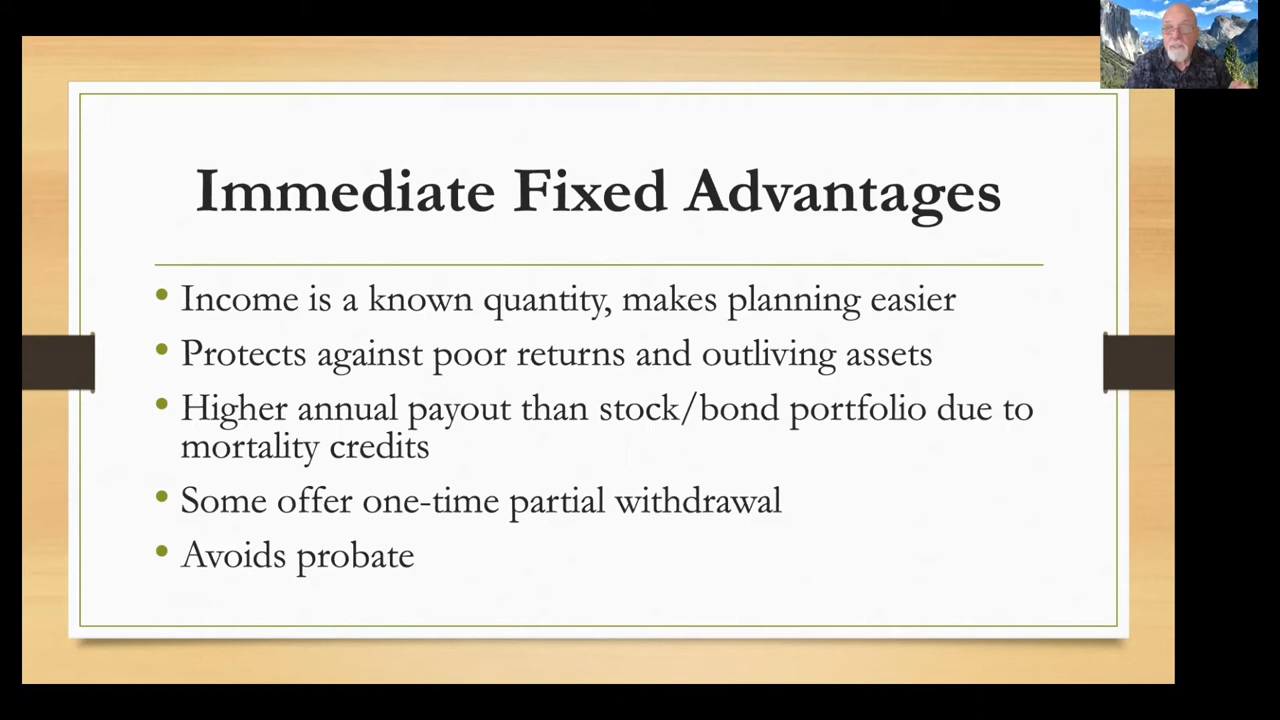 Immediate Fixed Advantages
• Income is a known quantity, makes planning easier
• Protects against poor returns and outliving assets
• Higher annual payout than stock/bond portfolio due to
mortality credits
• Some offer one-time partial withdrawal
• Avoids probate